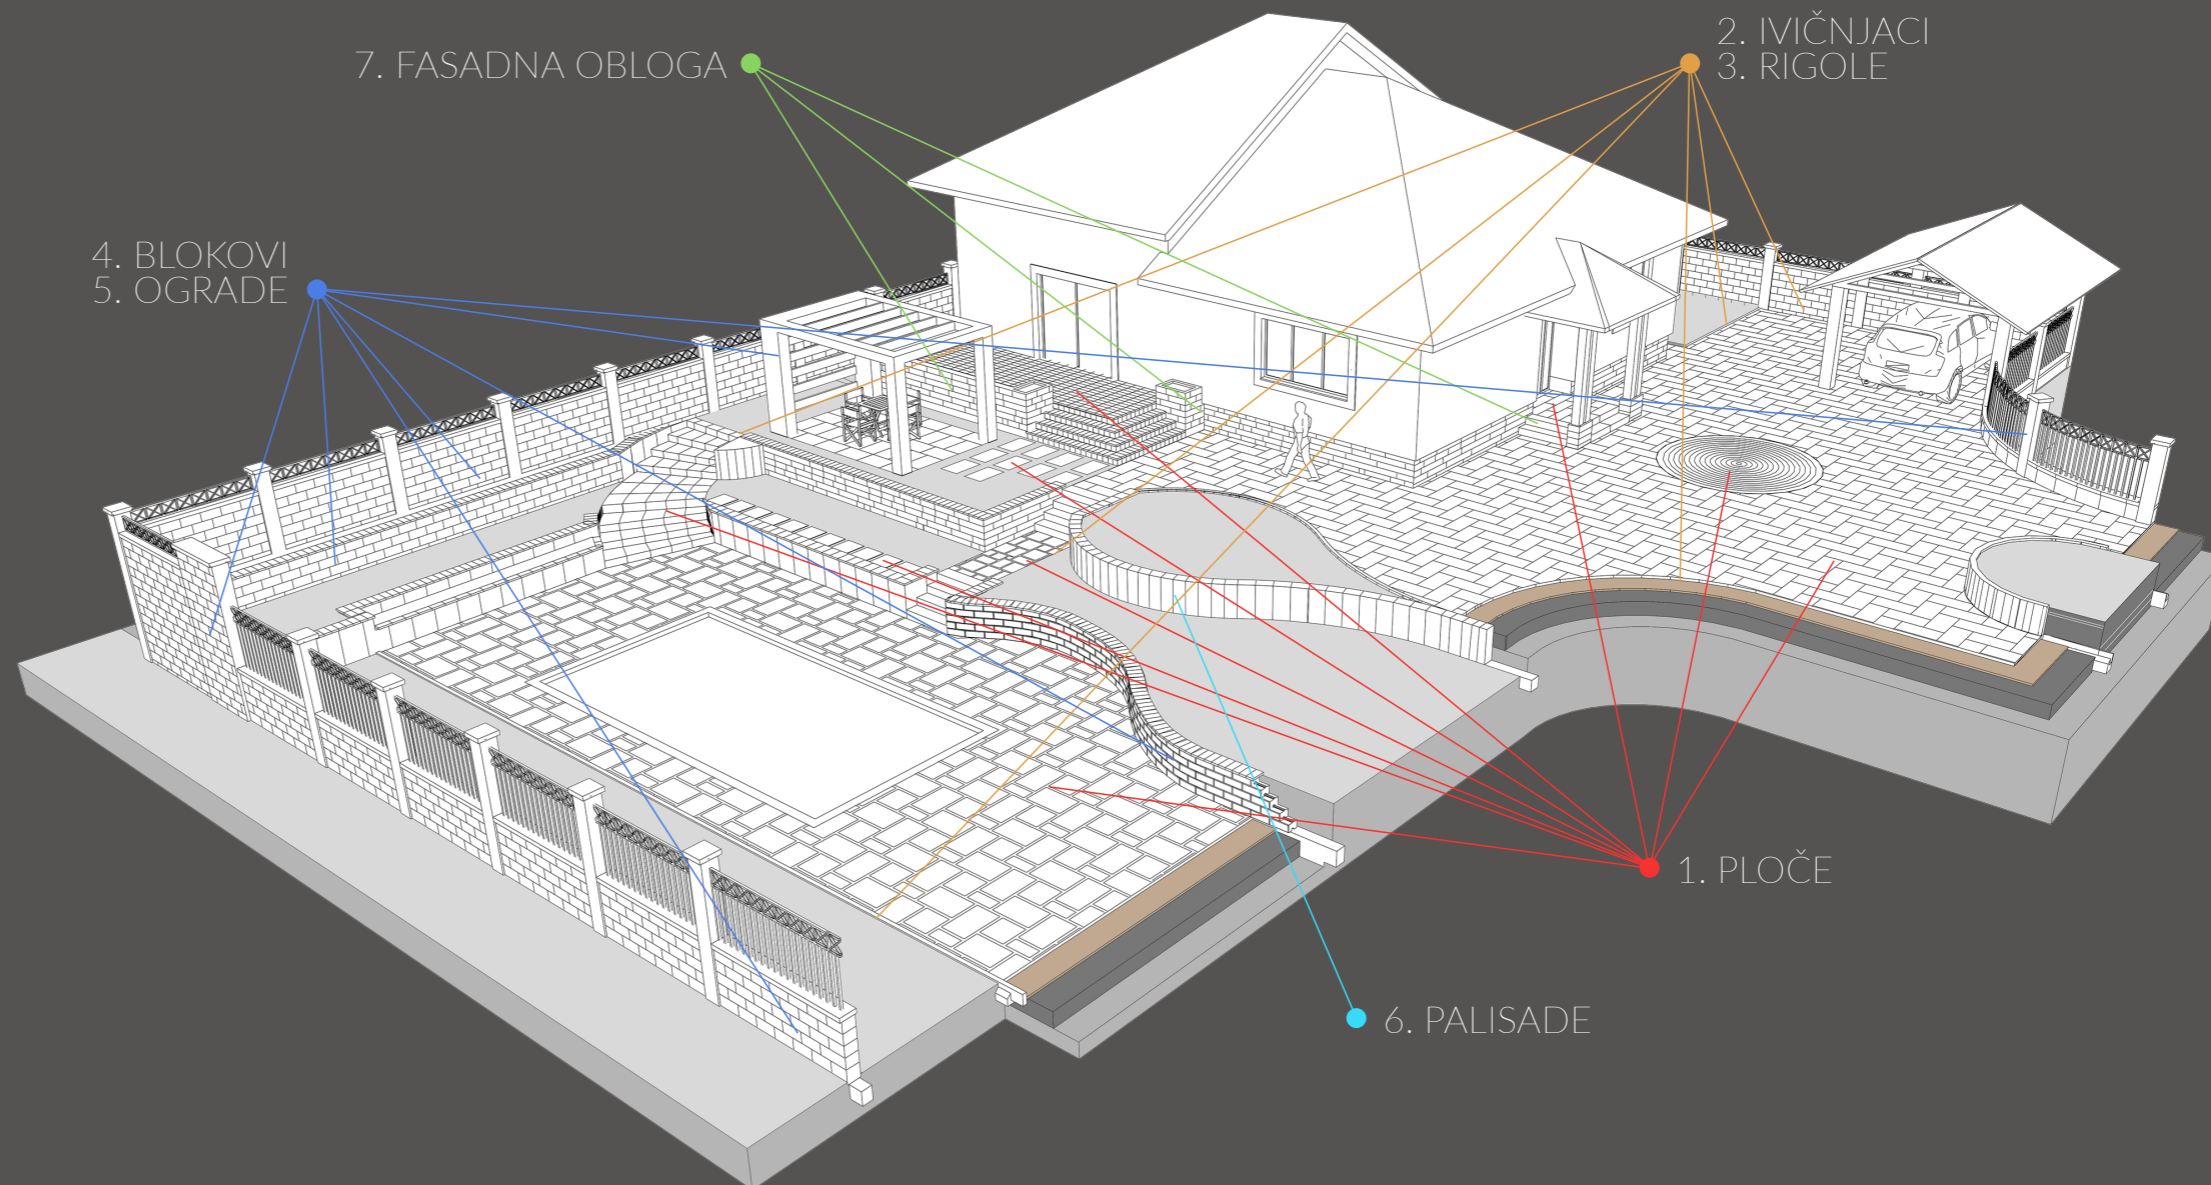 2. IVIČNJACI
3. RIGOLE
7. FASADNA OBLOGA
4. BLOKOVI
5. OGRADE
1. PLOČE
6. PALISADE